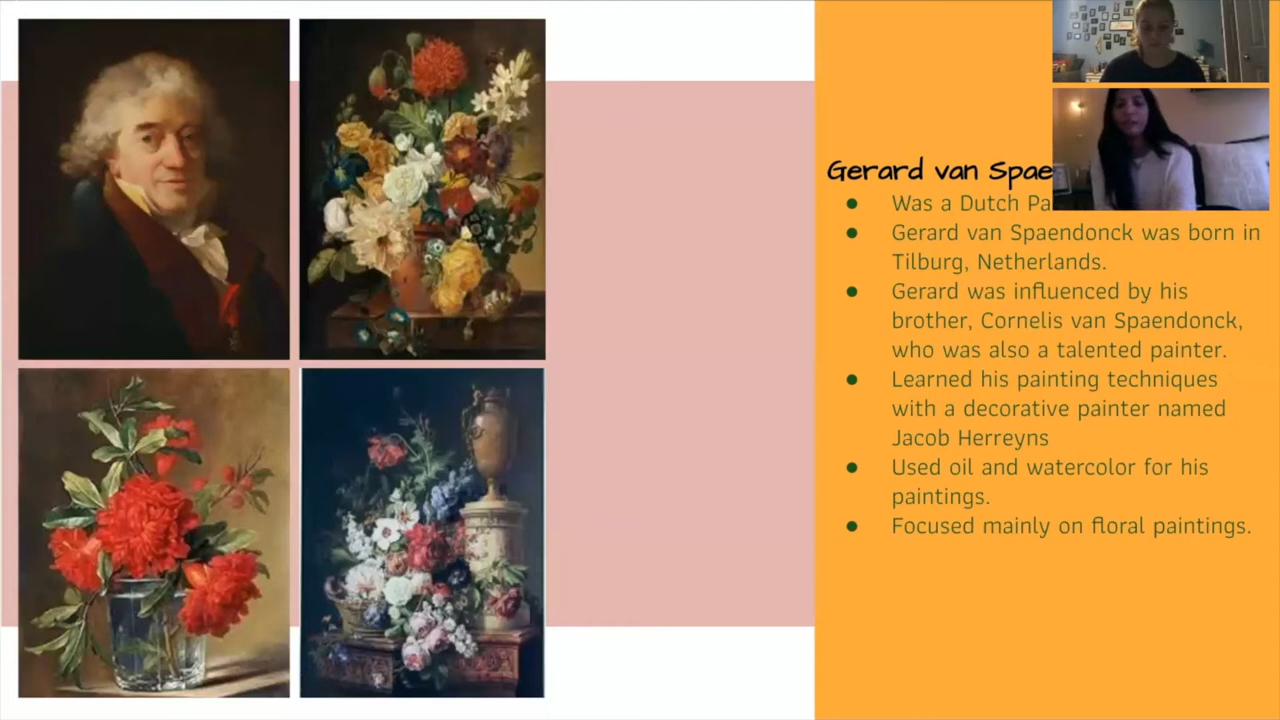 Gerard van Spae
Was a Dutch Pa
Gerard van Spaendonck was born in
Tilburg, Netherlands.
Gerard was influenced by his
brother, Cornelis van Spaendonck,
who was also a talented painter.
Learned his painting techniques
with a decorative painter named
Jacob Herreyns
Used oil and watercolor for his
paintings.
Focused mainly on floral paintings.